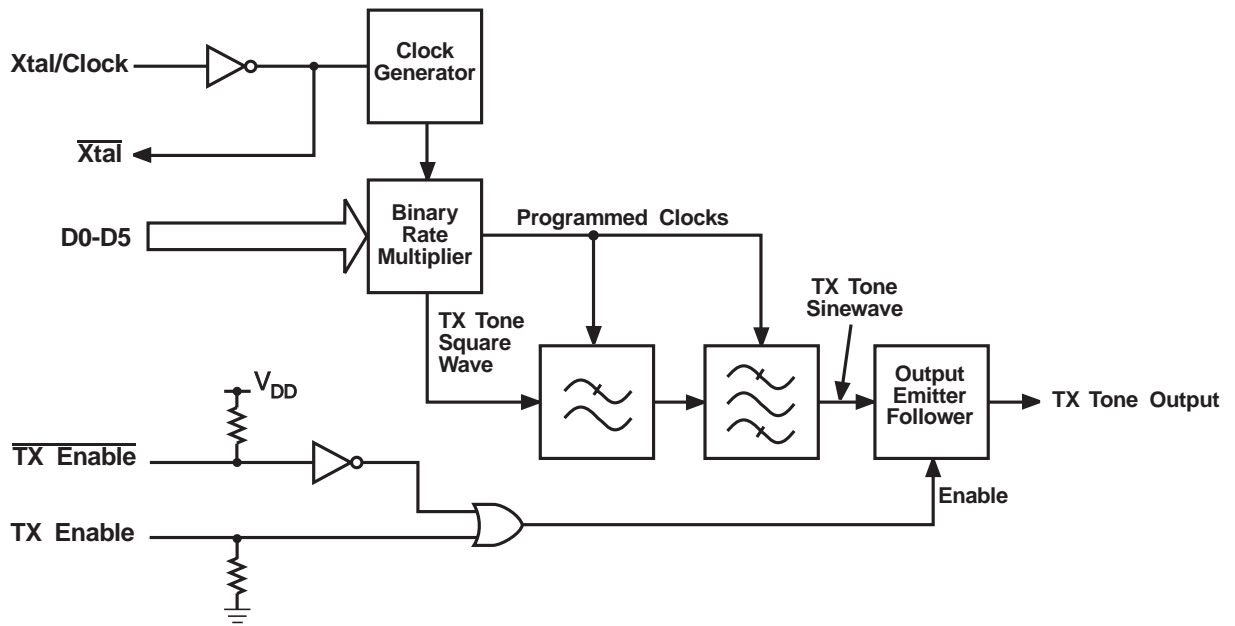 Xtal/Clock
Clock
Generator
Xtal
D0-D5
Binary
Rate
Multiplier
Programmed Clocks
TX Tone
Square
Wave
TX Tone
Sinewave
Output
Emitter
Follower
TX Tone Output
VDD
TX Enable
Enable
TX Enable